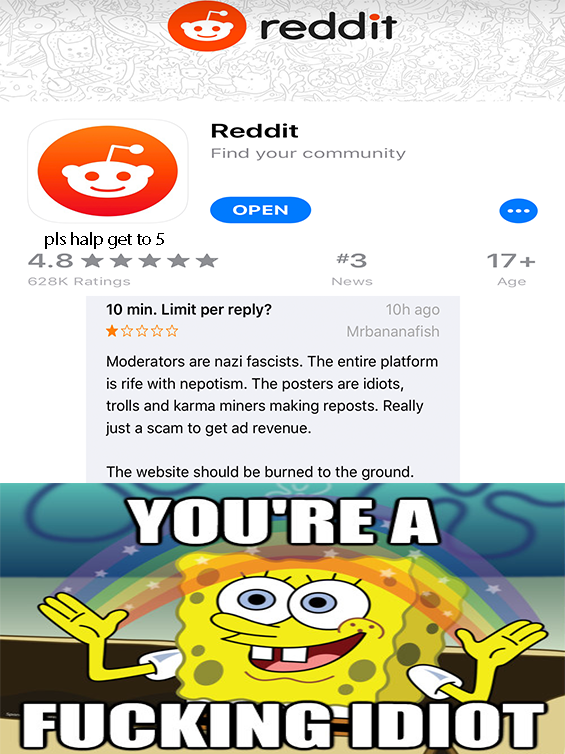 reddit
Reddit
Find your community
OPEN
pls halp get to 5
4.8
#3
17+
628K Ratings
News
Age
10 min. Limit per reply?
10h ago
Mrbananafish
Moderators are nazi fascists. The entire platform
is rife with nepotism. The posters are idiots,
trolls and karma miners making reposts. Really
just a scam to get ad revenue.
The website should be burned to the ground.
YOU'RE A
FUCKING IDIOT